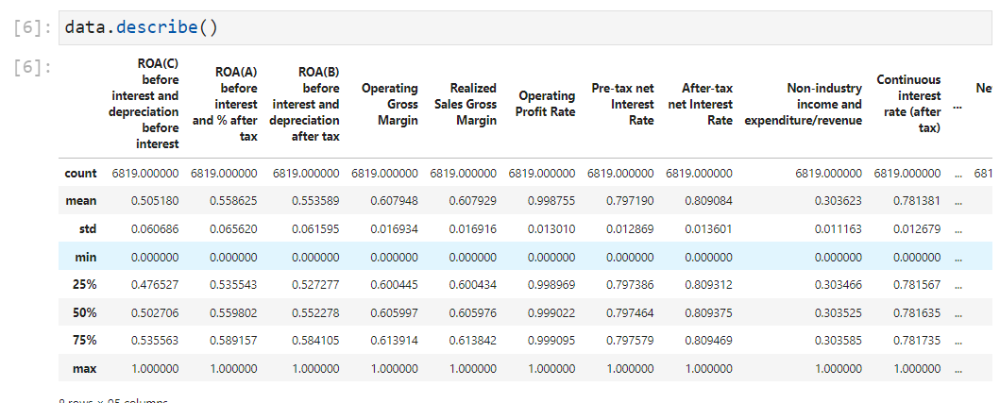 [6]: data.describe()
[6]:
ROA(C) before interest and depreciation before interest ROA(A) before interest and % after tax ROA(B) before interest and depreciation after tax Operating Gross Margin Realized Sales Gross Margin Operating Profit Rate Pre-tax net Interest Rate After-tax net Interest Rate Non-industry income and expenditure/revenue Continuous interest rate (after tax) ...
count 6819.000000 6819.000000 6819.000000 6819.000000 6819.000000 6819.000000 6819.000000 6819.000000 6819.000000 6819.000000 ... 681
mean 0.505180 0.558625 0.553589 0.607948 0.607929 0.998755 0.797190 0.809084 0.303623 0.781381 ...
std 0.060686 0.065620 0.061595 0.016934 0.016916 0.013010 0.012869 0.013601 0.011163 0.012679 ...
min 0.000000 0.000000 0.000000 0.000000 0.000000 0.000000 0.000000 0.000000 0.000000 0.000000 ...
25% 0.476527 0.535543 0.527277 0.600445 0.600434 0.998969 0.797386 0.809312 0.303466 0.781567 ...
50% 0.502706 0.559802 0.552278 0.605997 0.605976 0.999022 0.797464 0.809375 0.303525 0.781635 ...
75% 0.535563 0.589157 0.584105 0.613914 0.613842 0.999095 0.797579 0.809469 0.303585 0.781735 ...
max 1.000000 1.000000 1.000000 1.000000 1.000000 1.000000 1.000000 1.000000 1.000000 1.000000 ...